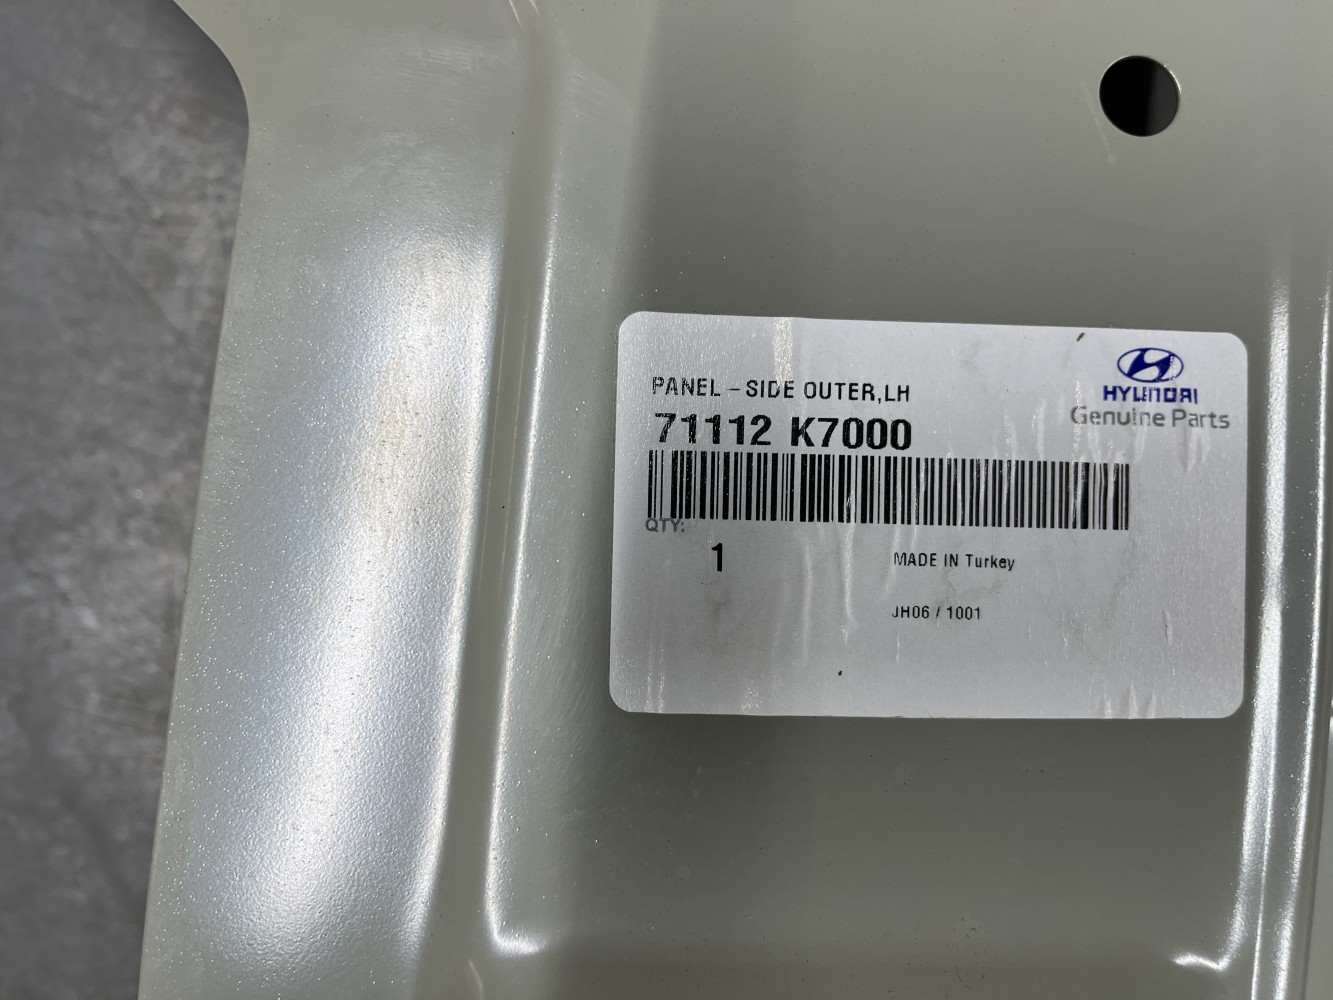 PANEL - SIDE OUTER,LH
HYUNDAI
Genuine Parts
71112 K7000
QTY:
1
MADE IN Turkey
JH06 / 1001